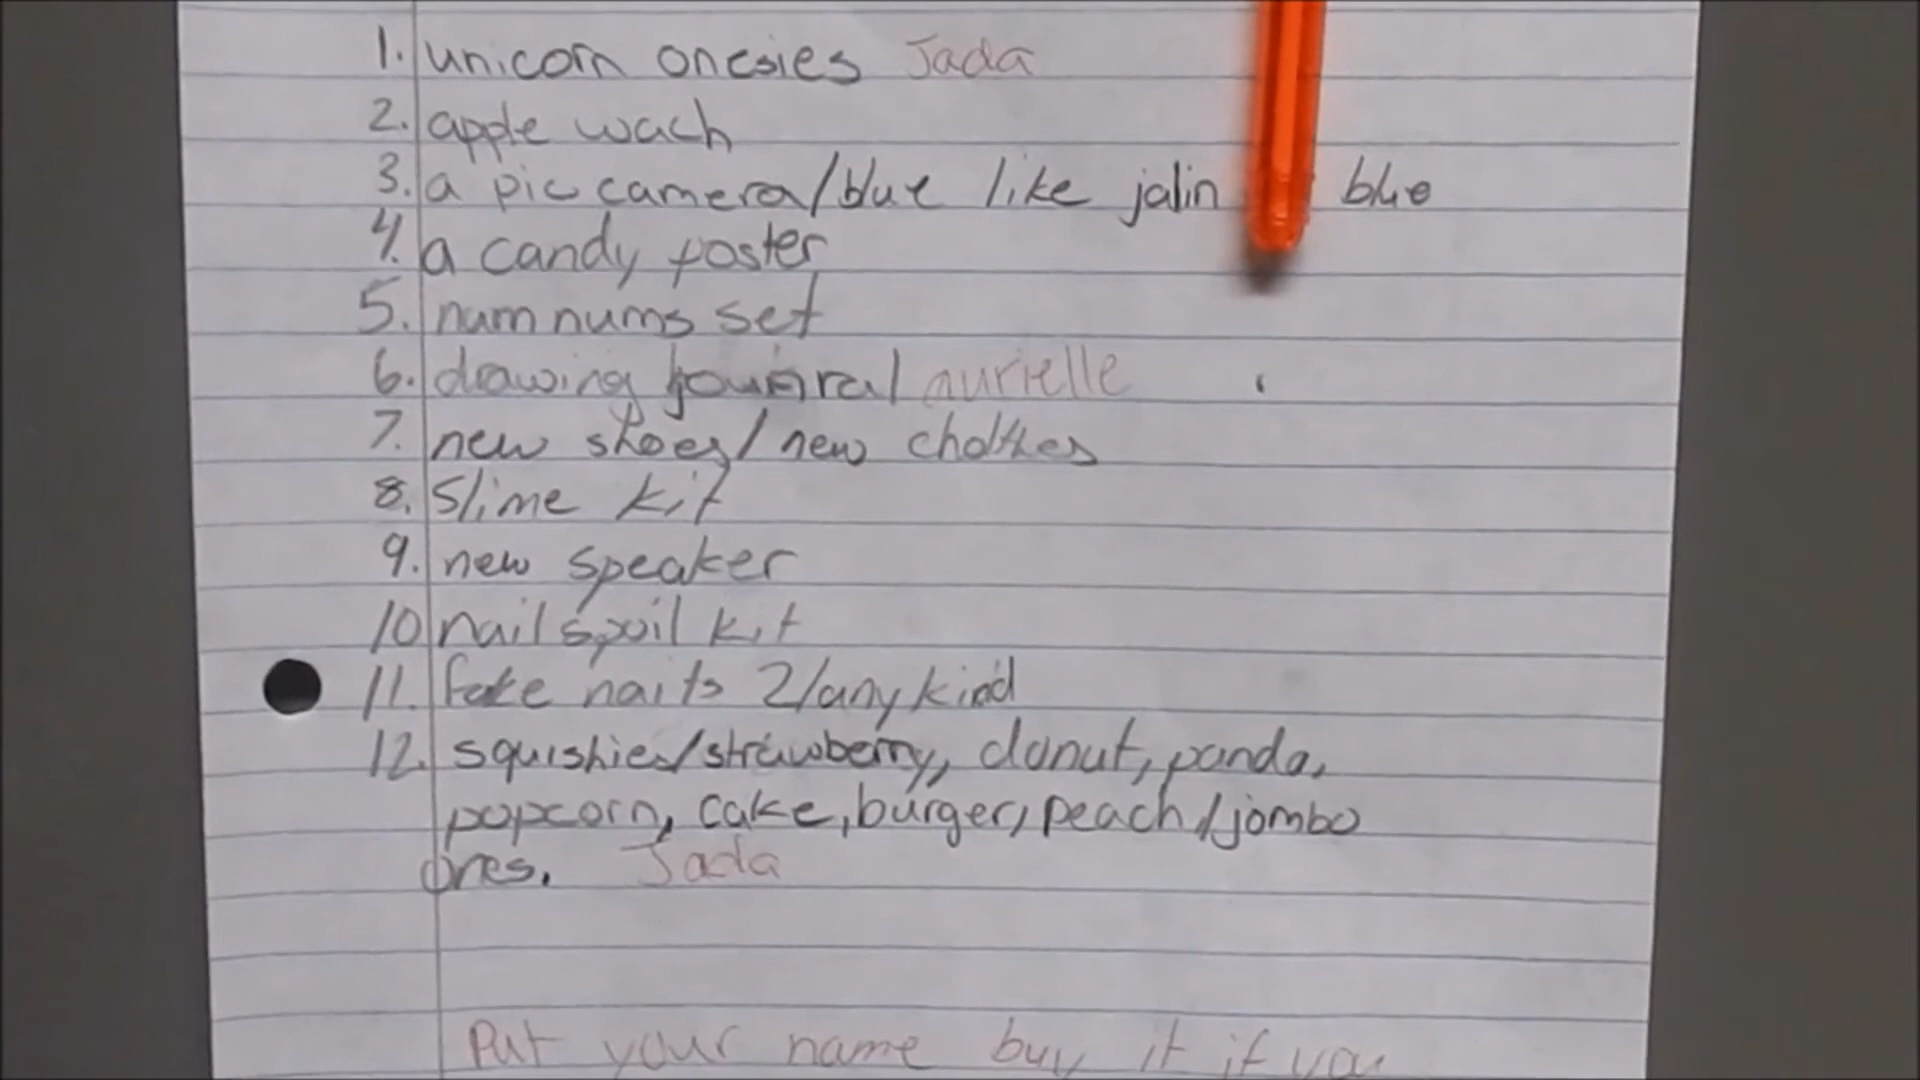 1. unicorn onesies Jada
2. apple wach
3. a pic camera/blue like jalin blue
4. a candy poster
5. num nums set
6. drawing jounral aurielle
7. new shoes/new cholthes
8. Slime kit
9. new speaker
10 nail spoil kit
11. fake nails 2/any kind
12. squishies/strawberry, donut, panda,
popcorn, cake, burger, peach/jombo
ones. Jada
Put your name buy it if you